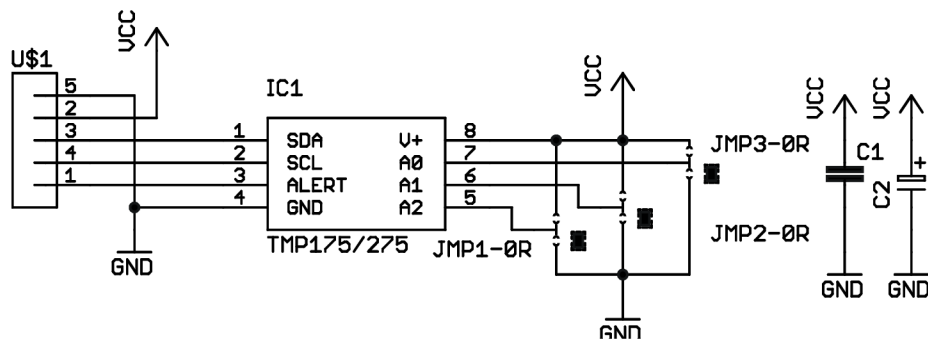 U$1
VCC
5
2
3
4
1
GND
IC1
1 SDA V+ 8
2 SCL A0 7
3 ALERT A1 6
4 GND A2 5
TMP175/275
VCC
JMP3-0R
JMP2-0R
JMP1-0R
GND
VCC
C1
GND
VCC
+
C2
GND